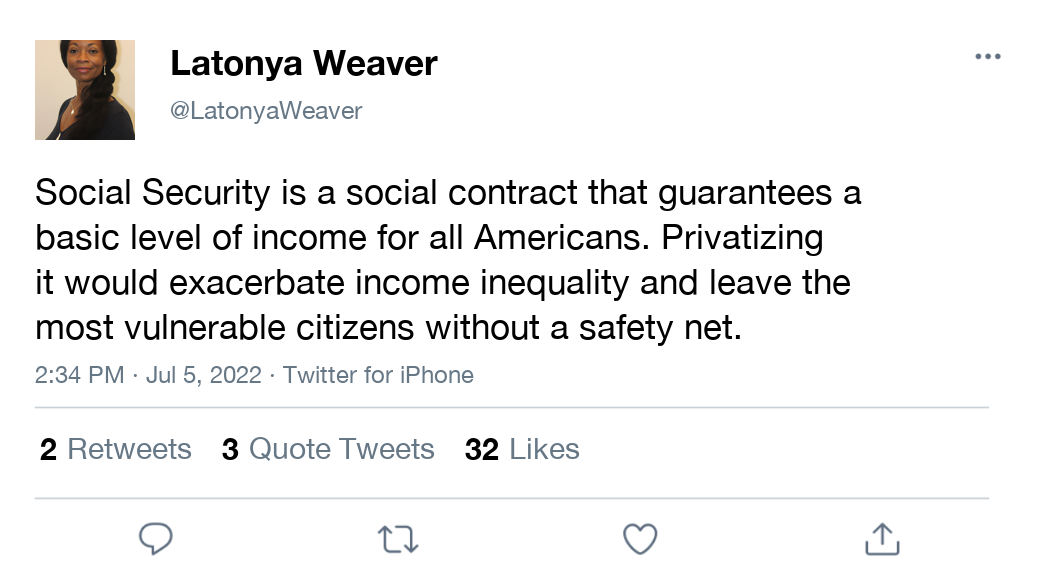 Latonya Weaver
@LatonyaWeaver
Social Security is a social contract that guarantees a
basic level of income for all Americans. Privatizing
it would exacerbate income inequality and leave the
most vulnerable citizens without a safety net.
2:34 PM · Jul 5, 2022 · Twitter for iPhone
2 Retweets 3 Quote Tweets 32 Likes